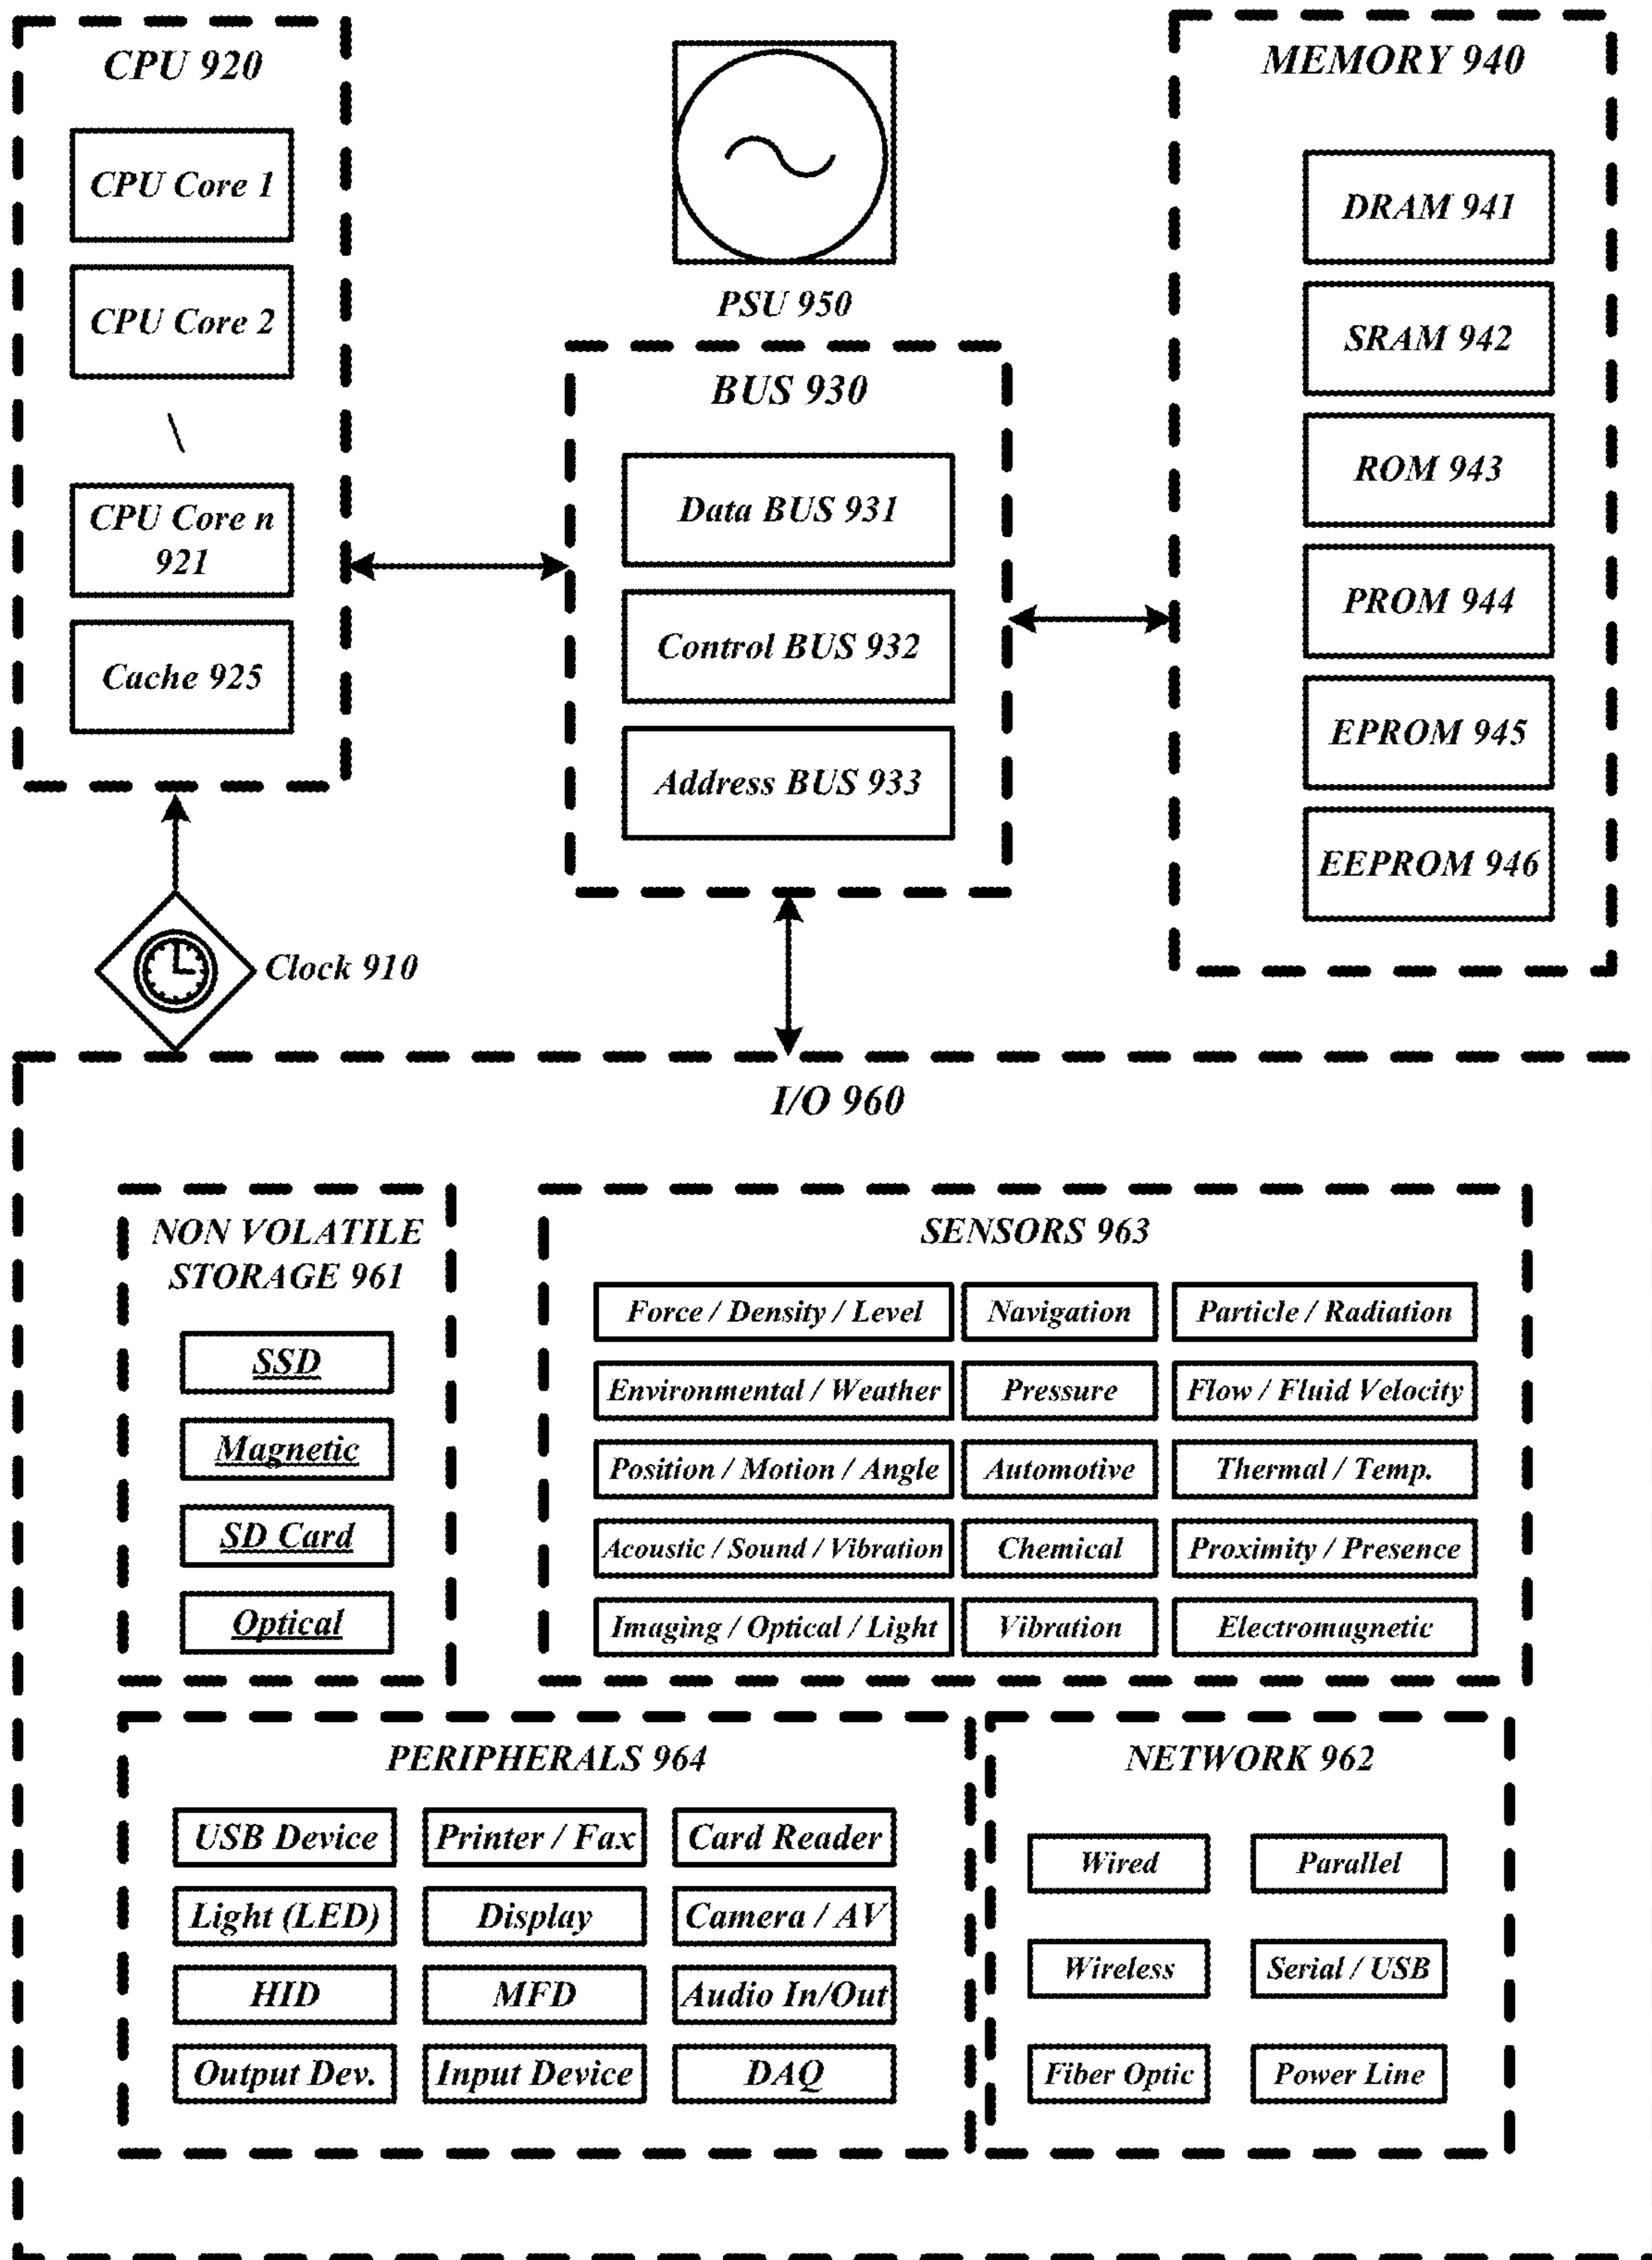 CPU 920
CPU Core 1
CPU Core 2
CPU Core n
921
Cache 925
Clock 910
PSU 950
BUS 930
Data BUS 931
Control BUS 932
Address BUS 933
MEMORY 940
DRAM 941
SRAM 942
ROM 943
PROM 944
EPROM 945
EEPROM 946
I/O 960
NON VOLATILE
STORAGE 961
SSD
Magnetic
SD Card
Optical
SENSORS 963
Force / Density / Level
Navigation
Particle / Radiation
Environmental / Weather
Pressure
Flow / Fluid Velocity
Position / Motion / Angle
Automotive
Thermal / Temp.
Acoustic / Sound / Vibration
Chemical
Proximity / Presence
Imaging / Optical / Light
Vibration
Electromagnetic
PERIPHERALS 964
USB Device
Printer / Fax
Card Reader
Light (LED)
Display
Camera / AV
HID
MFD
Audio In/Out
Output Dev.
Input Device
DAQ
NETWORK 962
Wired
Parallel
Wireless
Serial / USB
Fiber Optic
Power Line